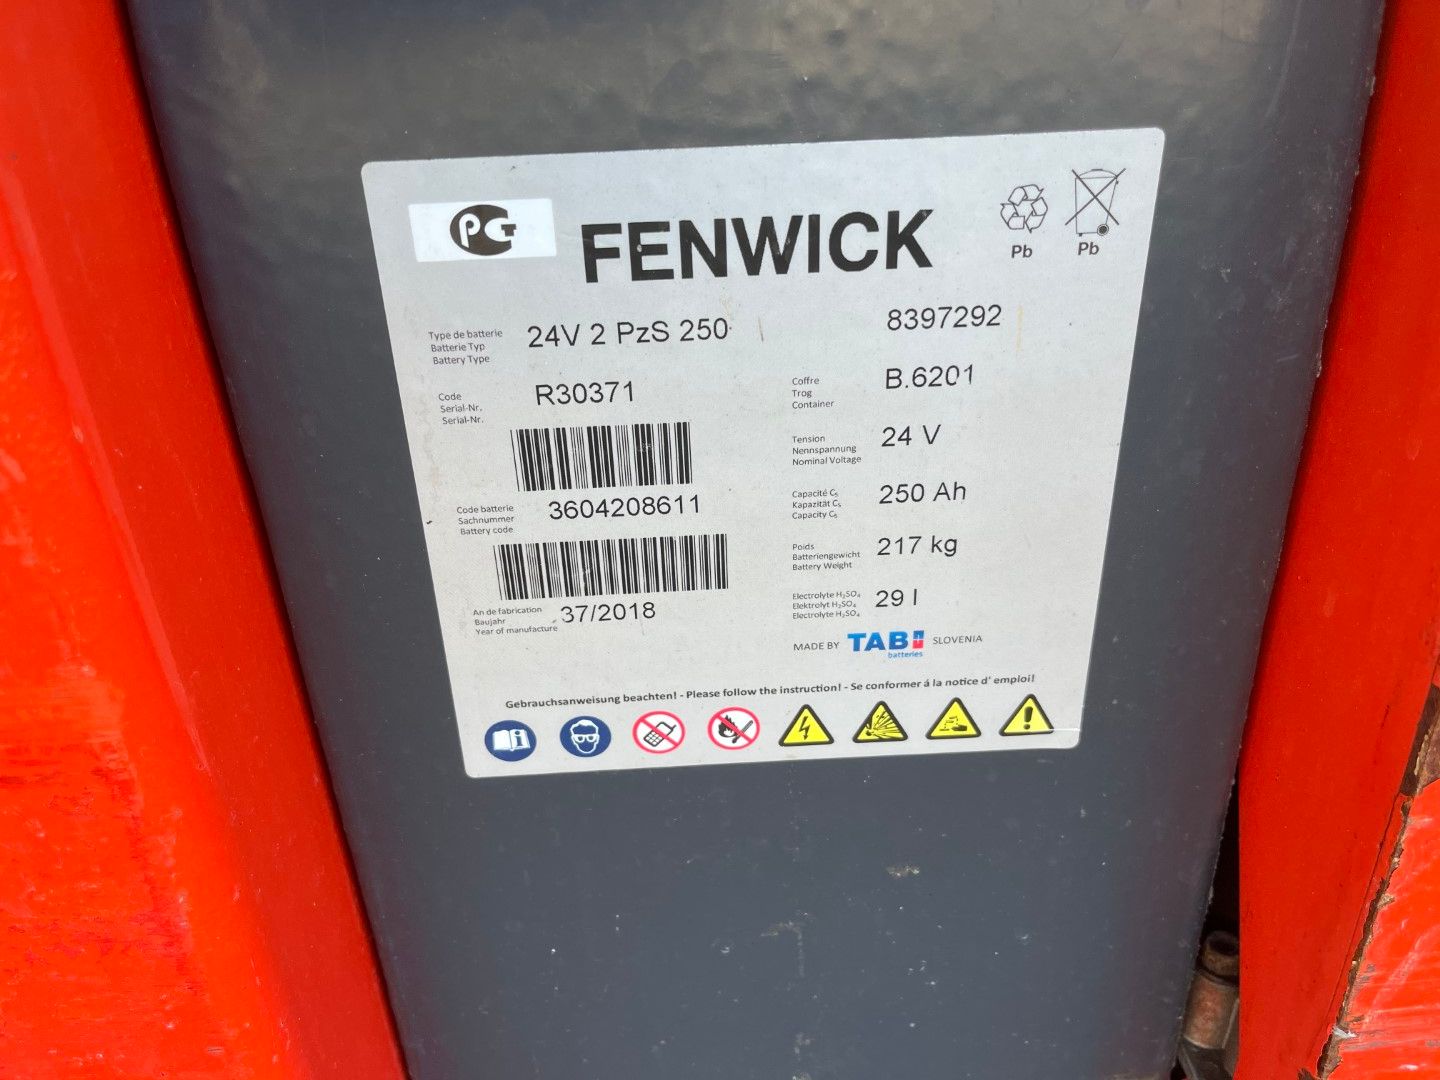 PCT
FENWICK
Pb
Pb
Type de batterie
Batterie Typ
Battery Type
24V 2 PzS 250
8397292
Code
Serial-Nr.
Serial-Nr.
R30371
Coffre
Trog
Container
B.6201
Tension
Nennspannung
Nominal Voltage
24 V
Code batterie
Sachnummer
Battery code
3604208611
Capacité C₅
Kapazität C₅
Capacity C₅
250 Ah
Poids
Batteriengewicht
Battery Weight
217 kg
An de fabrication
Baujahr
Year of manufacture
37/2018
Electrolyte H₂SO₄
Elektrolyt H₂SO₄
Electrolyte H₂SO₄
29 l
MADE BY TAB batteries SLOVENIA
Gebrauchsanweisung beachten! - Please follow the instruction! - Se conformer á la notice d' emploi!